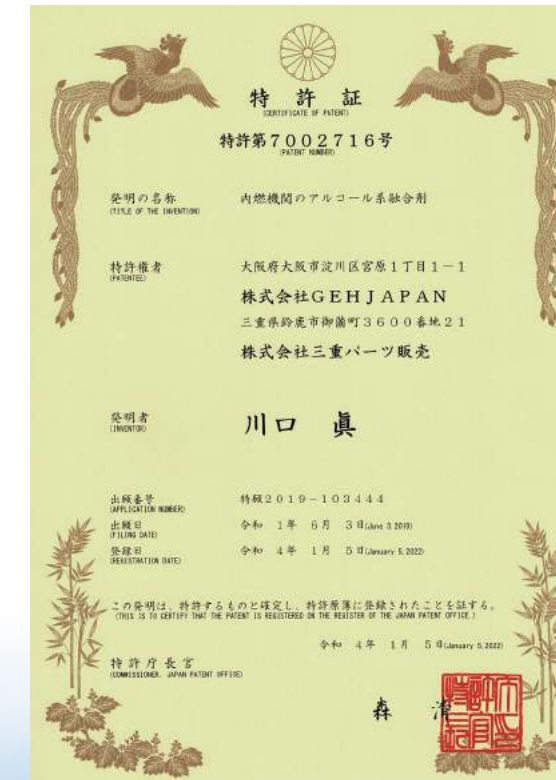 特許証
(CERTIFICATE OF PATENT)
特許第7002716号
(PATENT NUMBER)
発明の名称
(TITLE OF THE INVENTION)
内燃機関のアルコール系融合剤
特許権者
(PATENTEE)
大阪府大阪市淀川区宮原1丁目1-1
株式会社GEHJAPAN
三重県鈴鹿市御薗町3600番地21
株式会社三重パーツ販売
発明者
(INVENTOR)
川口 眞
出願番号
(APPLICATION NUMBER)
特願2019-103444
出願日
(FILING DATE)
令和 1年 6月 3日(June 3,2019)
登録日
(REGISTRATION DATE)
令和 4年 1月 5日(January 5,2022)
この発明は、特許するものと確定し、特許原簿に登録されたことを証する。
(THIS IS TO CERTIFY THAT THE PATENT IS REGISTERED ON THE REGISTER OF THE JAPAN PATENT OFFICE.)
令和 4年 1月 5日(January 5,2022)
特許庁長官
(COMMISSIONER, JAPAN PATENT OFFICE)
森 清